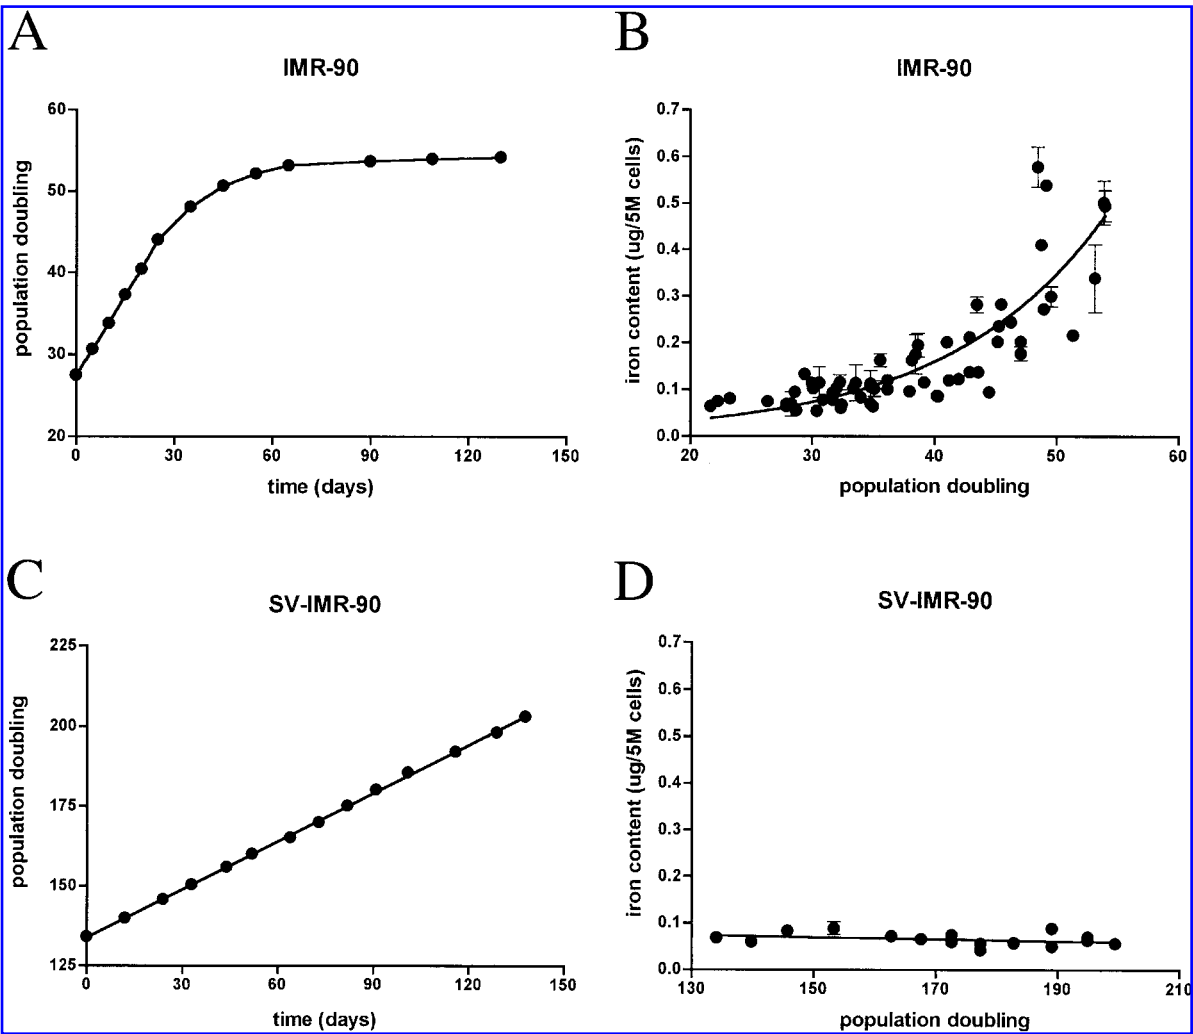 A
IMR-90
population doubling
60
50
40
30
20
0 30 60 90 120 150
time (days)
B
IMR-90
iron content (ug/5M cells)
0.7
0.6
0.5
0.4
0.3
0.2
0.1
0.0
20 30 40 50 60
population doubling
C
SV-IMR-90
population doubling
225
200
175
150
125
0 30 60 90 120 150
time (days)
D
SV-IMR-90
iron content (ug/5M cells)
0.7
0.6
0.5
0.4
0.3
0.2
0.1
0.0
130 150 170 190 210
population doubling